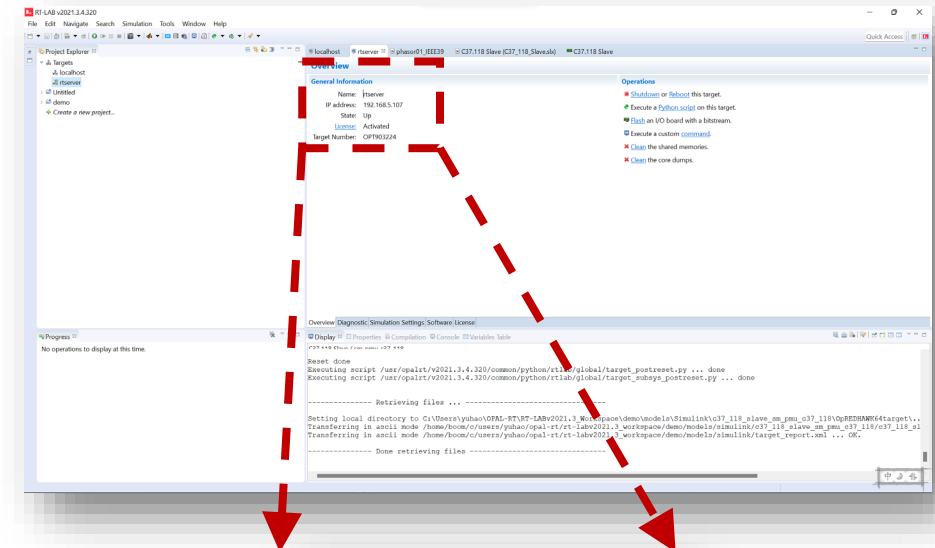 RT-LAB v2021.3.4.320
File Edit Navigate Search Simulation Tools Window Help
Quick Access
Project Explorer
localhost rtserver phasor01_IEEE39 C37.118 Slave (C37_118_Slave.slx) C37.118 Slave
Targets
localhost
rtserver
Untitled
demo
Create a new project...
Overview
General Information
Name: rtserver
IP address: 192.168.5.107
State: Up
License: Activated
Target Number: OPT903224
Operations
Shutdown or Reboot this target.
Execute a Python script on this target.
Flash an I/O board with a bitstream.
Execute a custom command.
Clean the shared memories.
Clean the core dumps.
Overview Diagnostic Simulation Settings Software License
Progress
No operations to display at this time.
Display Properties Compilation Console Variables Table
Reset done
Executing script /usr/opalrt/v2021.3.4.320/common/python/rtlab/global/target_postreset.py ... done
Executing script /usr/opalrt/v2021.3.4.320/common/python/rtlab/global/target_subsys_postreset.py ... done
-------------- Retrieving files ... --------------------------------
Setting local directory to C:\Users\yuhao\OPAL-RT\RT-LABv2021.3_Workspace\demo\models\Simulink\c37_118_slave_sm_pmu_c37_118\OpREDHAWK64target\..
Transferring in ascii mode /home/boom/c/users/yuhao/opal-rt/rt-labv2021.3_workspace/demo/models/simulink/c37_118_slave_sm_pmu_c37_118/c37_118_sl
Transferring in ascii mode /home/boom/c/users/yuhao/opal-rt/rt-labv2021.3_workspace/demo/models/simulink/target_report.xml ... OK.
-------------- Done retrieving files -------------------------------
中